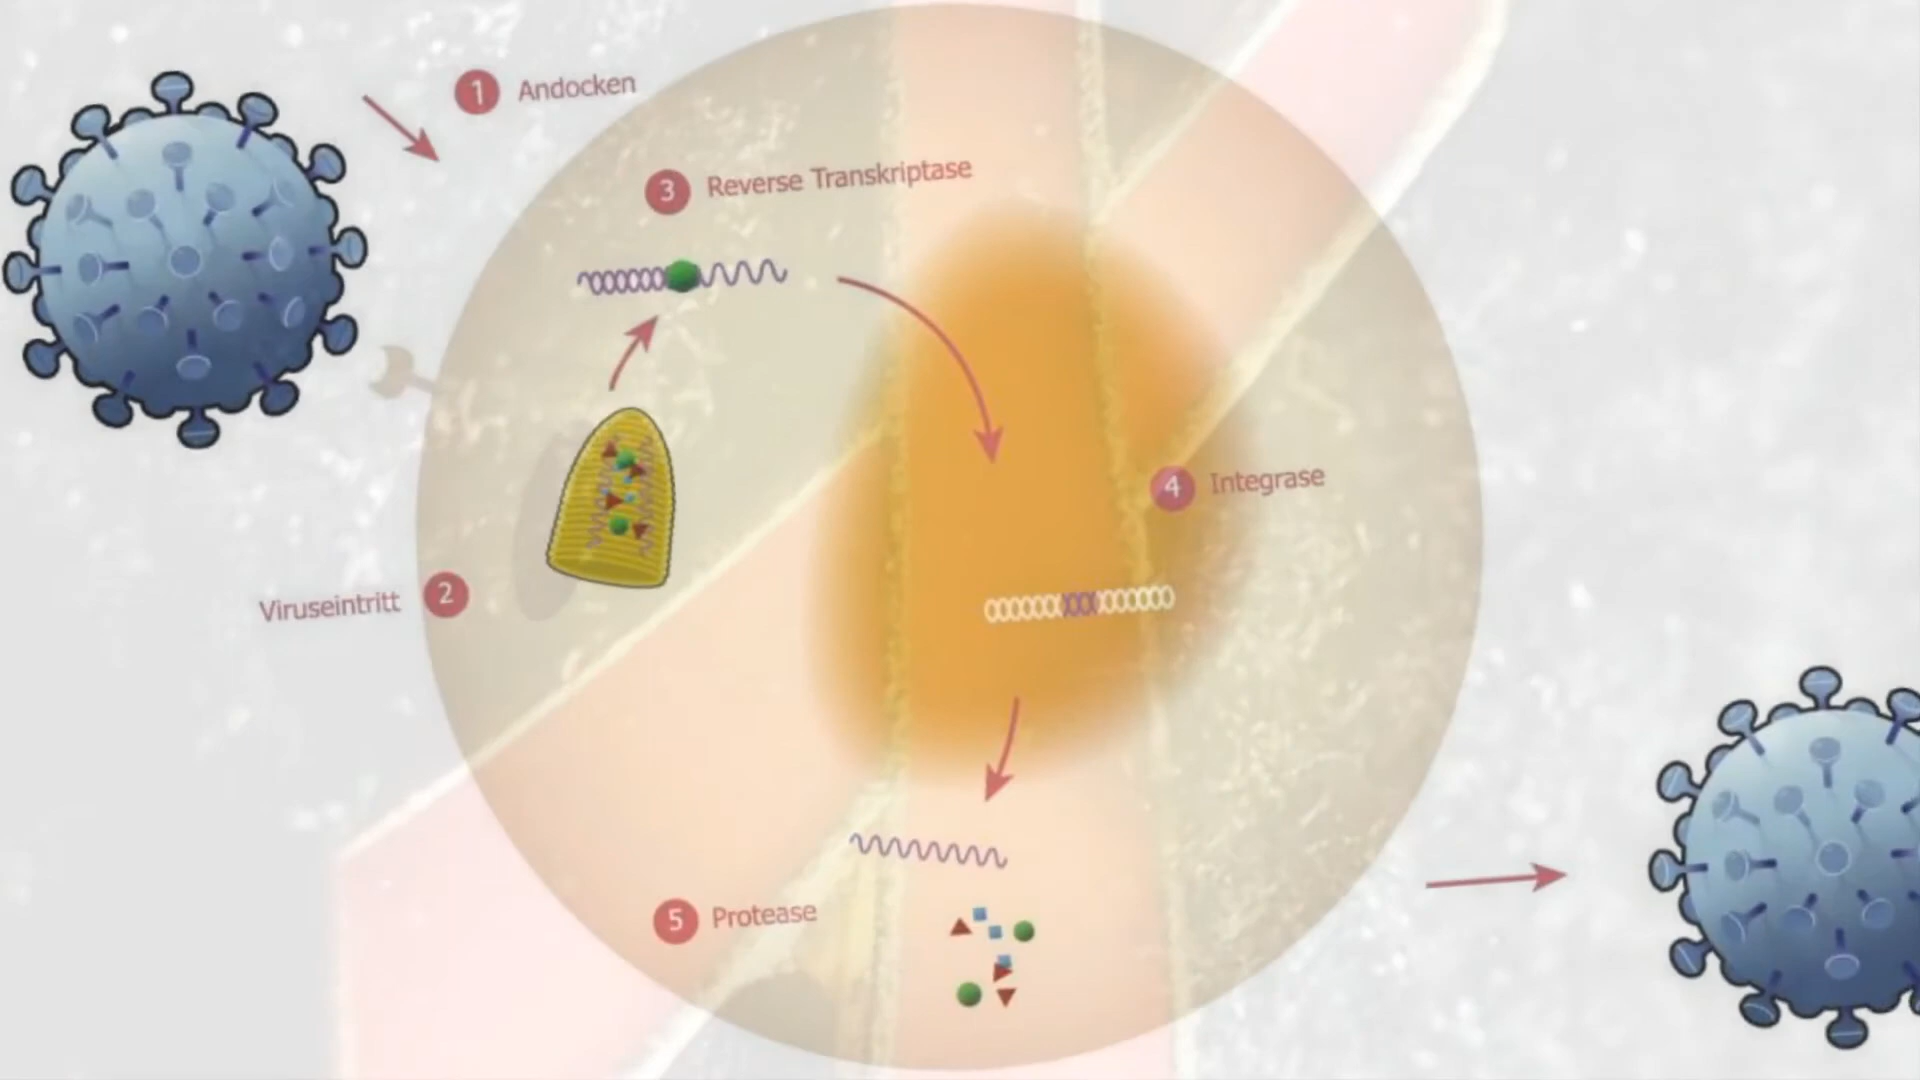 1 Andocken
3 Reverse Transkriptase
4 Integrase
Viruseintritt 2
5 Protease